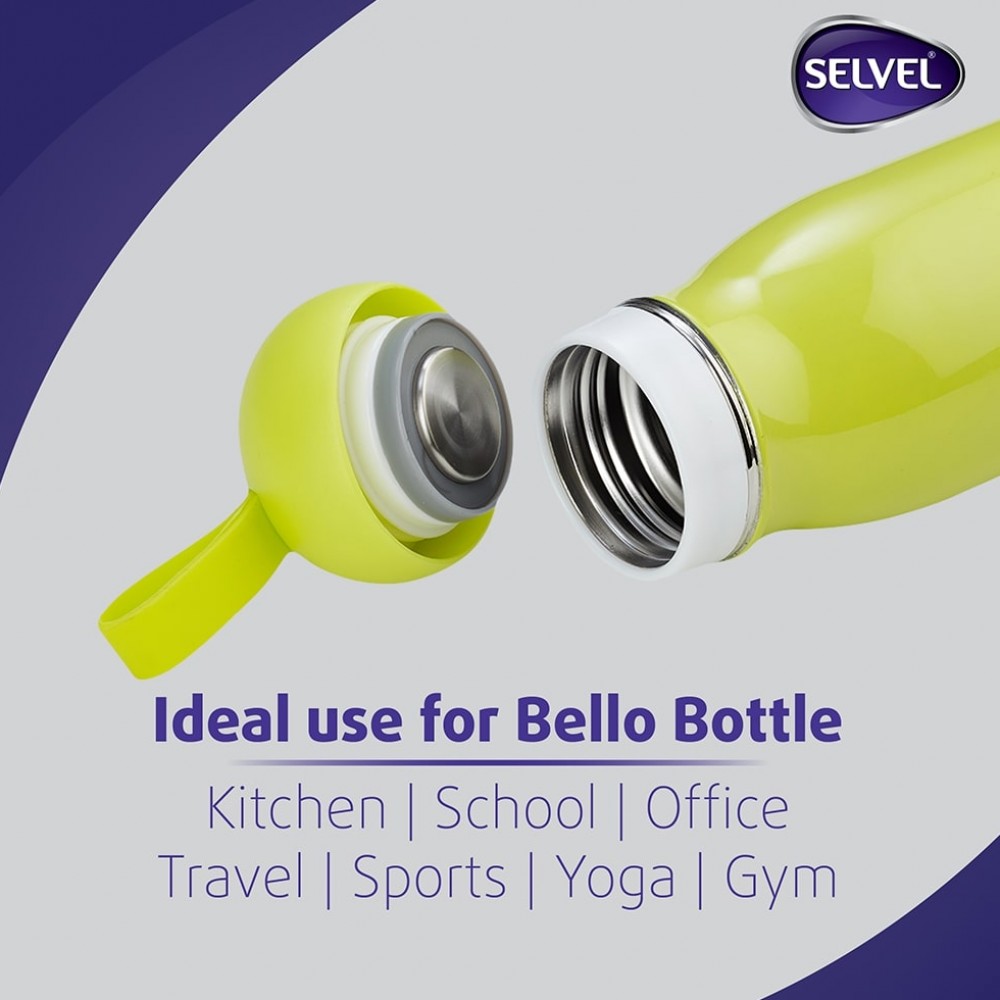 SELVEL®
Ideal use for Bello Bottle
Kitchen | School | Office
Travel | Sports | Yoga | Gym